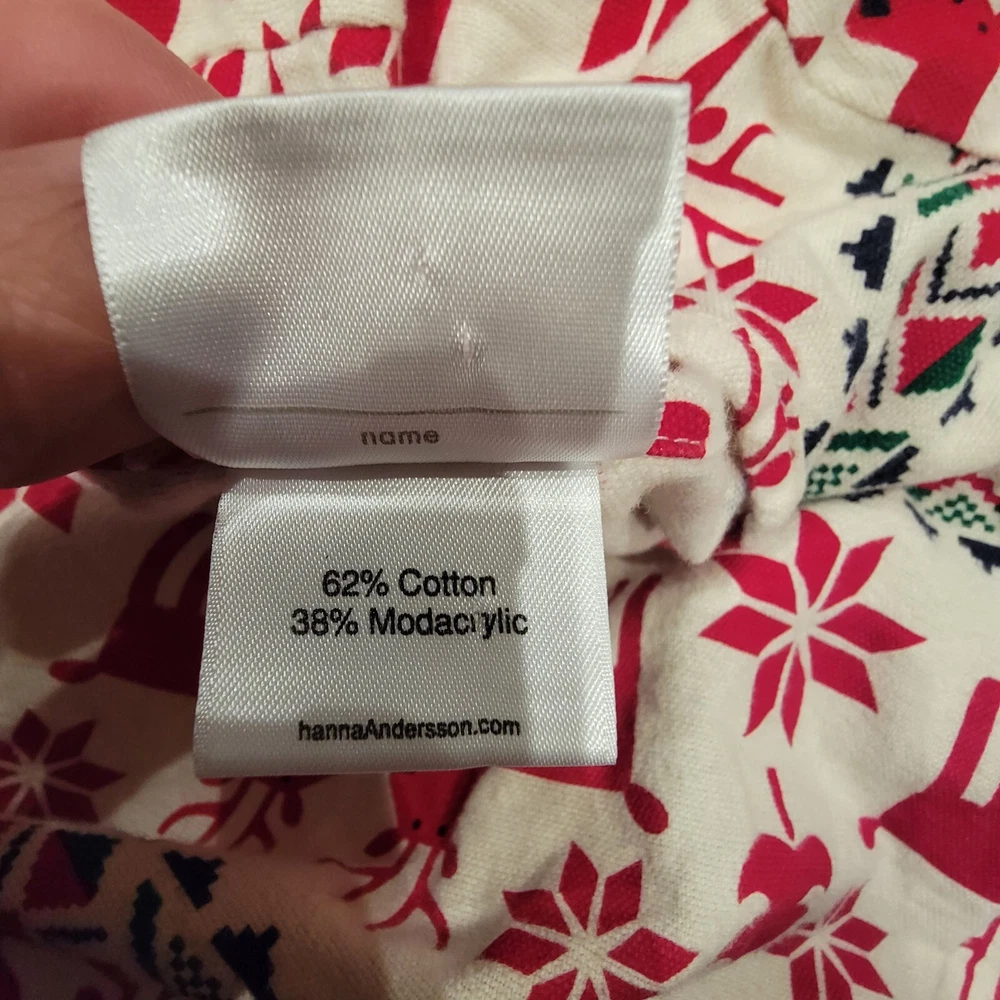 name
62% Cotton
38% Modacrylic
hannaAndersson.com